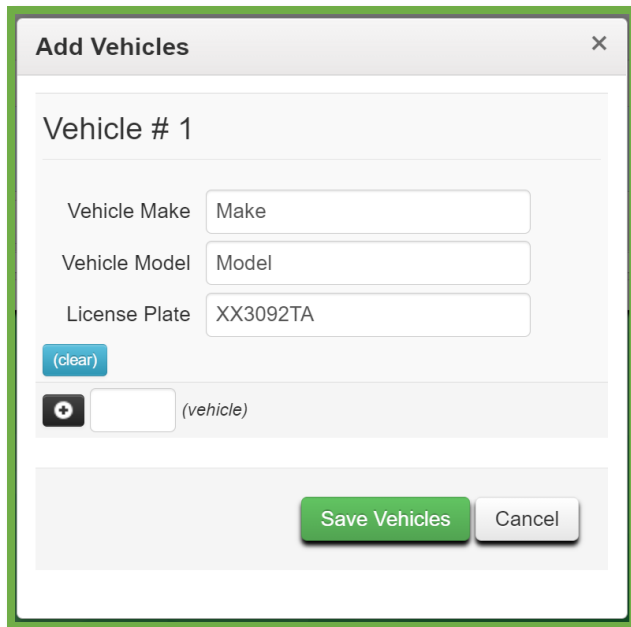 Add Vehicles ×
Vehicle # 1
Vehicle Make Make
Vehicle Model Model
License Plate XX3092TA
(clear)
(vehicle)
Save Vehicles Cancel